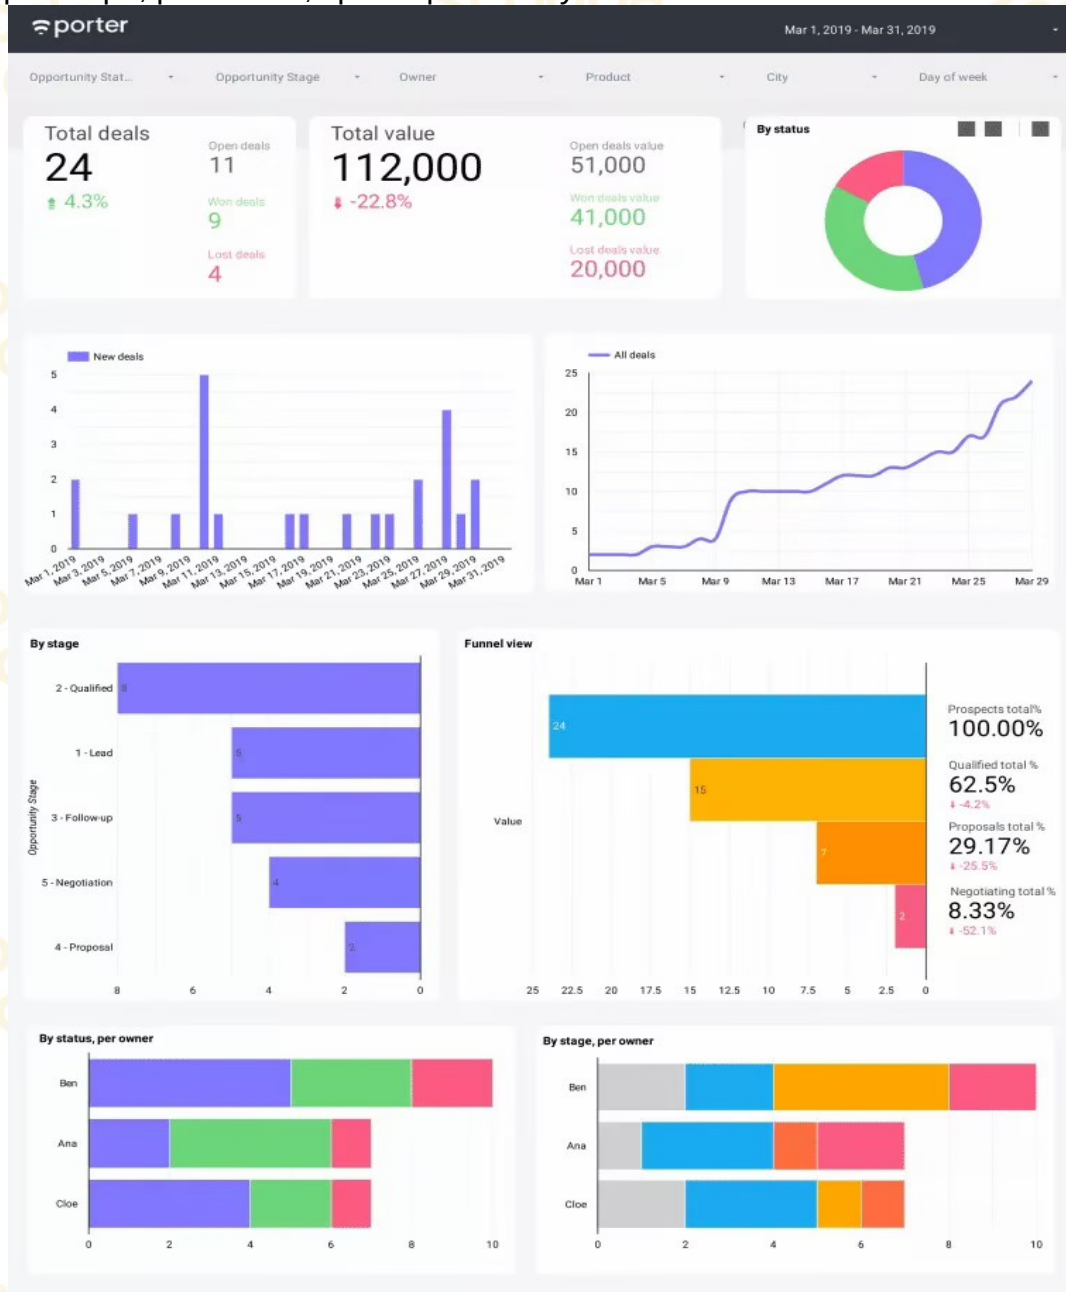 porter
Mar 1, 2019 - Mar 31, 2019
Opportunity Stat...
Opportunity Stage
Owner
Product
City
Day of week
Total deals
24
4.3%
Open deals
11
Won deals
9
Lost deals
4
Total value
112,000
-22.8%
Open deals value
51,000
Won deals value
41,000
Lost deals value
20,000
By status
New deals
5
4
3
2
1
0
Mar 1, 2019
Mar 3, 2019
Mar 5, 2019
Mar 7, 2019
Mar 9, 2019
Mar 11, 2019
Mar 13, 2019
Mar 15, 2019
Mar 17, 2019
Mar 19, 2019
Mar 21, 2019
Mar 23, 2019
Mar 25, 2019
Mar 27, 2019
Mar 29, 2019
Mar 31, 2019
All deals
25
20
15
10
5
0
Mar 1
Mar 5
Mar 9
Mar 13
Mar 17
Mar 21
Mar 25
Mar 29
By stage
Opportunity Stage
2 - Qualified
8
1 - Lead
5
3 - Follow-up
5
5 - Negotiation
4
4 - Proposal
2
8 6 4 2 0
Funnel view
Value
24
15
7
2
25 22.5 20 17.5 15 12.5 10 7.5 5 2.5 0
Prospects total%
100.00%
Qualified total %
62.5%
-4.2%
Proposals total %
29.17%
-25.5%
Negotiating total %
8.33%
-52.1%
By status, per owner
Ben
Ana
Cloe
0 2 4 6 8 10
By stage, per owner
Ben
Ana
Cloe
0 2 4 6 8 10